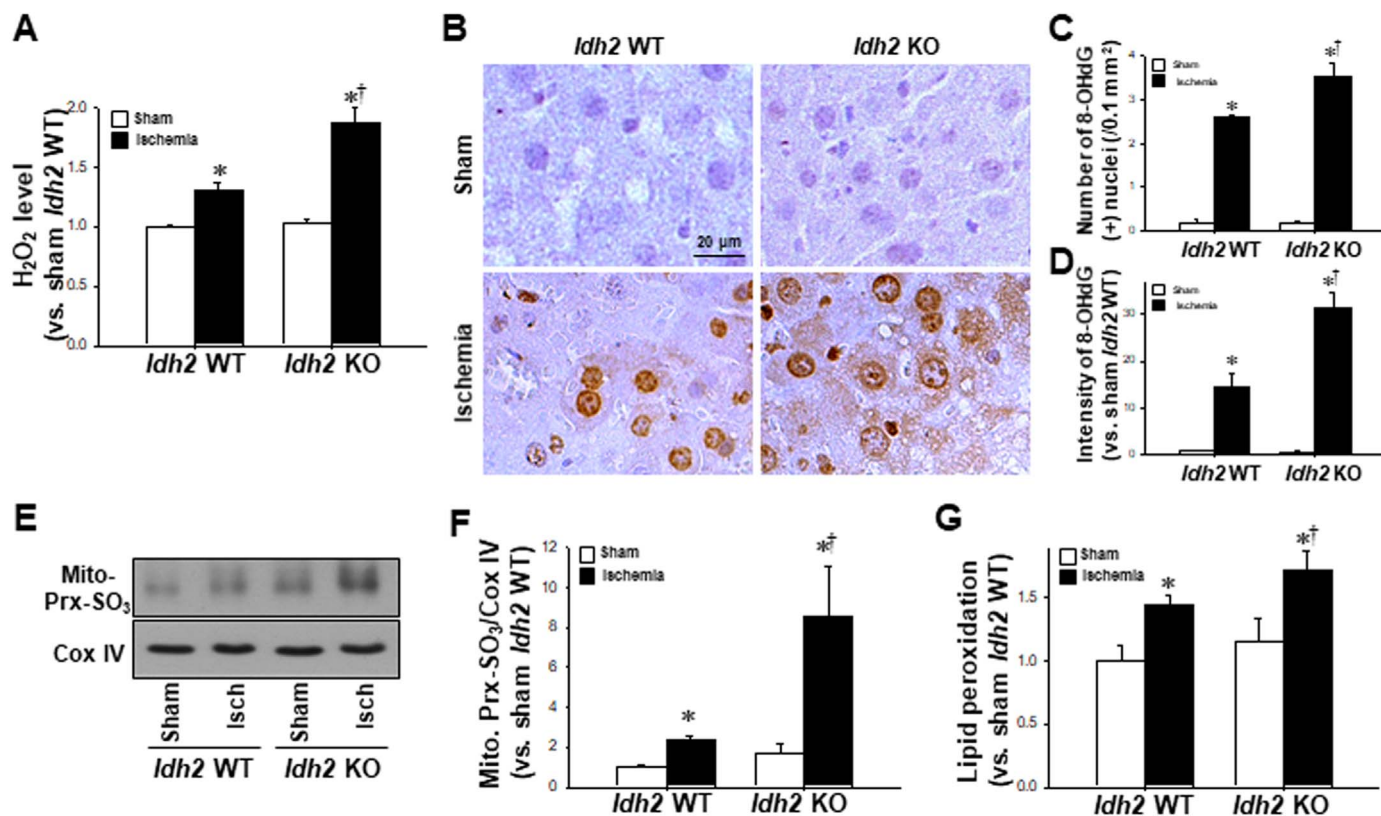 A
H₂O₂ level
(vs. sham Idh2 WT)
2.0
1.5
1.0
0.5
0.0
Sham
Ischemia
*
*†
Idh2 WT
Idh2 KO
B
Idh2 WT
Idh2 KO
Sham
Ischemia
20 µm
C
Number of 8-OHdG
(+) nuclei (/0.1 mm²)
4
3
2
1
0
Sham
Ischemia
*
*†
Idh2 WT
Idh2 KO
D
Intensity of 8-OHdG
(vs. sham Idh2 WT)
30
20
10
0
Sham
Ischemia
*
*†
Idh2 WT
Idh2 KO
E
Mito-
Prx-SO₃
Cox IV
Sham
Isch
Sham
Isch
Idh2 WT
Idh2 KO
F
Mito. Prx-SO₃/Cox IV
(vs. sham Idh2 WT)
12
10
8
6
4
2
0
Sham
Ischemia
*
*†
Idh2 WT
Idh2 KO
G
Lipid peroxidation
(vs. sham Idh2 WT)
1.5
1.0
0.5
0.0
Sham
Ischemia
*
*†
Idh2 WT
Idh2 KO